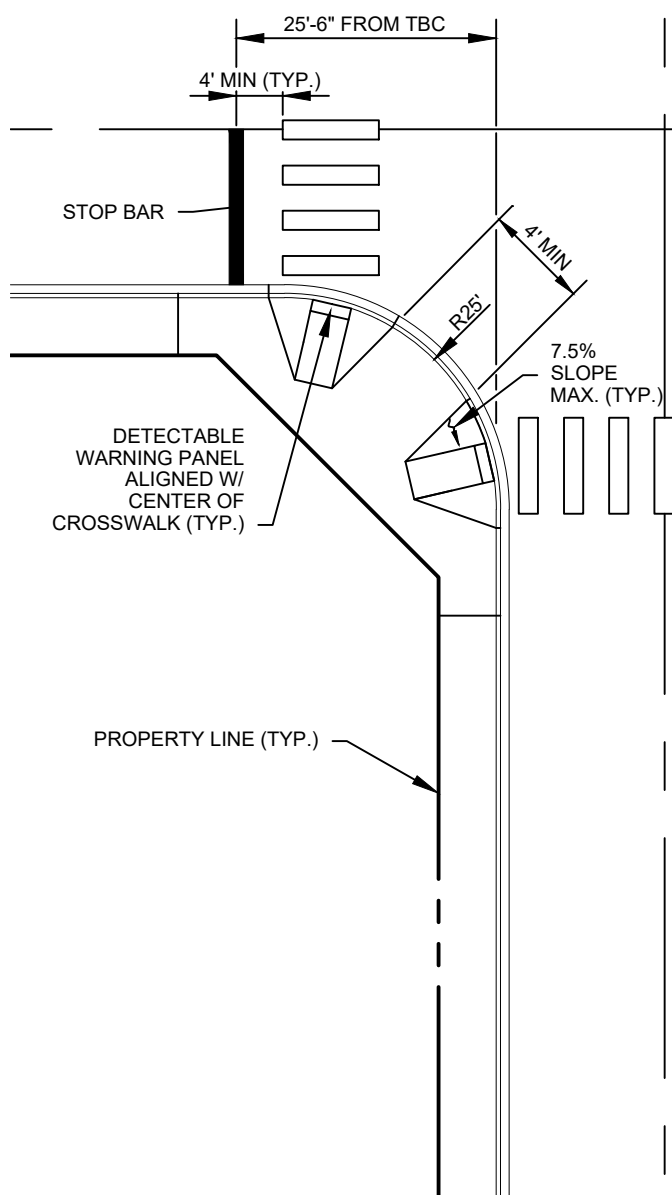 25'-6" FROM TBC
4' MIN (TYP.)
STOP BAR
4' MIN
R25'
7.5%
SLOPE
MAX. (TYP.)
DETECTABLE
WARNING PANEL
ALIGNED W/
CENTER OF
CROSSWALK (TYP.)
PROPERTY LINE (TYP.)